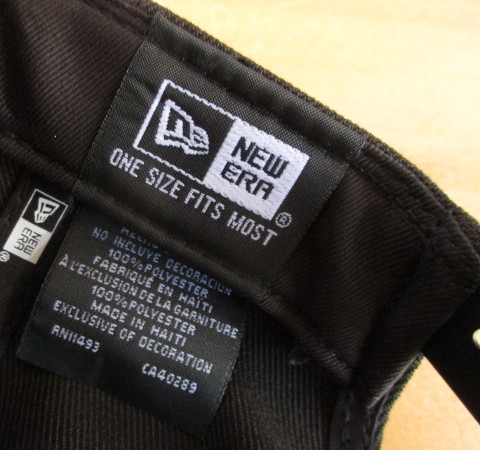 NEW
ERA®
ONE SIZE FITS MOST
NEW
ERA
®
NO INCLUYE DECORACION
100% POLYESTER
FABRIQUÉ EN HAÏTI
À L'EXCLUSION DE LA GARNITURE
100% POLYESTER
MADE IN HAITI
EXCLUSIVE OF DECORATION
RN11493
CA40289